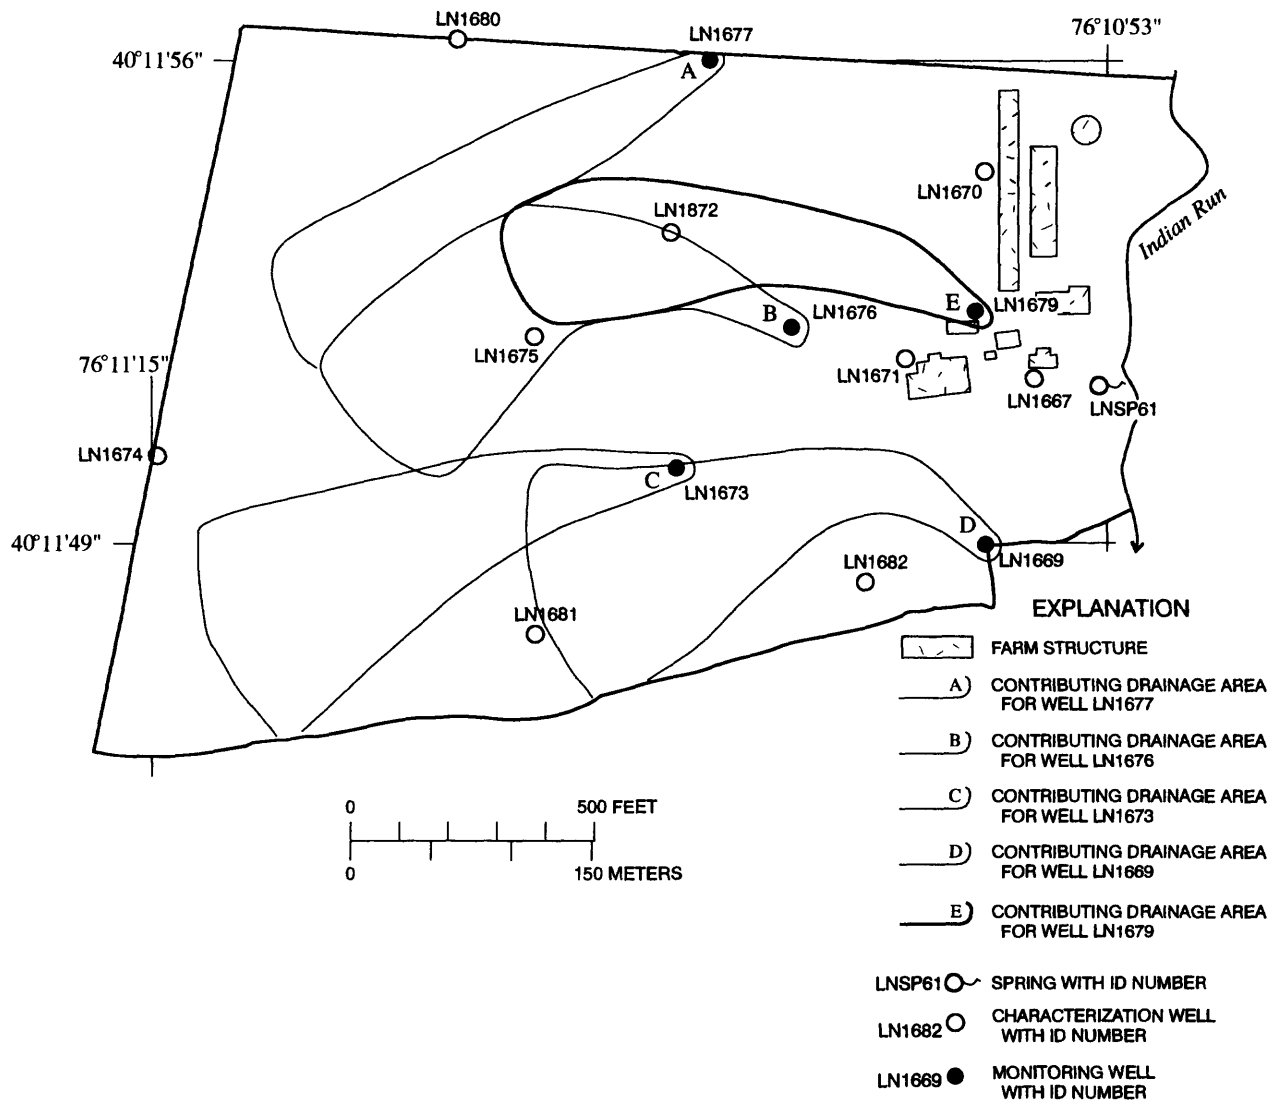 LN1680
LN1677
76°10'53"
40°11'56"
A
LN1670
LN1872
Indian Run
E
LN1679
B
LN1676
LN1675
76°11'15"
LN1671
LN1667
LNSP61
LN1674
C
LN1673
D
40°11'49"
LN1682
LN1669
LN1681
EXPLANATION
FARM STRUCTURE
A CONTRIBUTING DRAINAGE AREA
FOR WELL LN1677
B CONTRIBUTING DRAINAGE AREA
FOR WELL LN1676
C CONTRIBUTING DRAINAGE AREA
FOR WELL LN1673
D CONTRIBUTING DRAINAGE AREA
FOR WELL LN1669
E CONTRIBUTING DRAINAGE AREA
FOR WELL LN1679
0 500 FEET
0 150 METERS
LNSP61 SPRING WITH ID NUMBER
LN1682 CHARACTERIZATION WELL
WITH ID NUMBER
LN1669 MONITORING WELL
WITH ID NUMBER